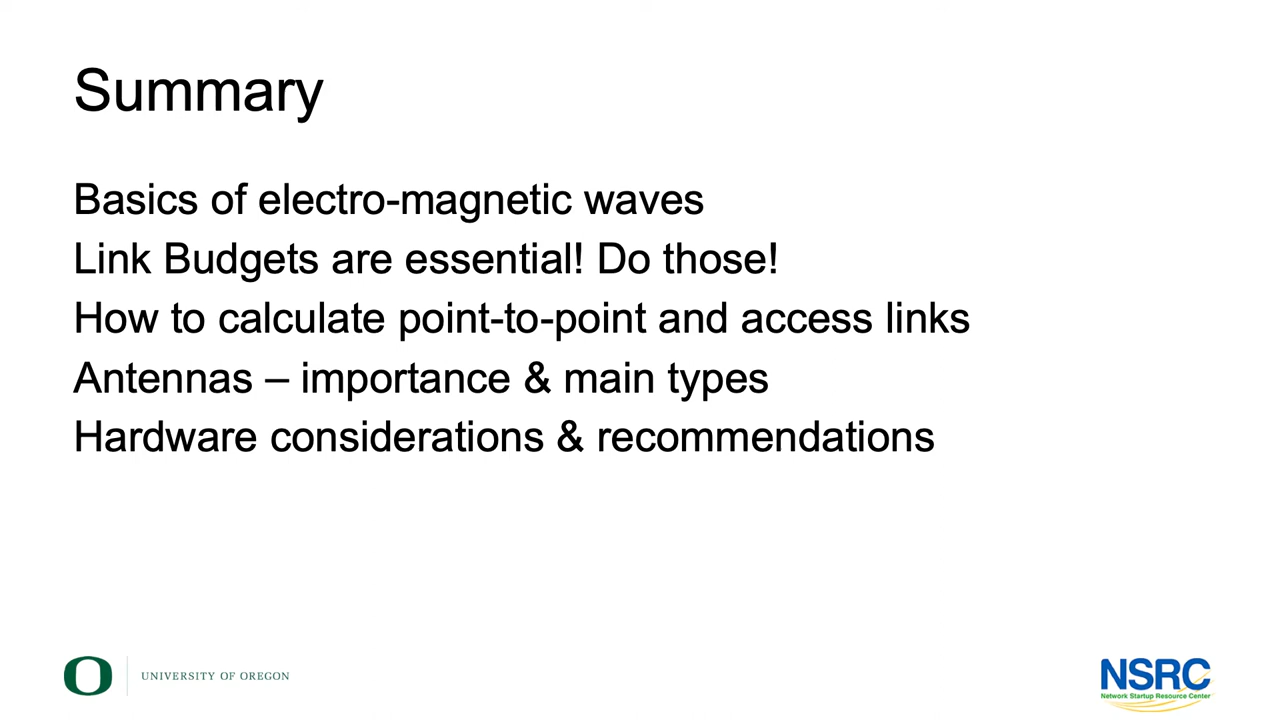 Summary
Basics of electro-magnetic waves
Link Budgets are essential! Do those!
How to calculate point-to-point and access links
Antennas – importance & main types
Hardware considerations & recommendations
O
UNIVERSITY OF OREGON
NSRC
Network Startup Resource Center